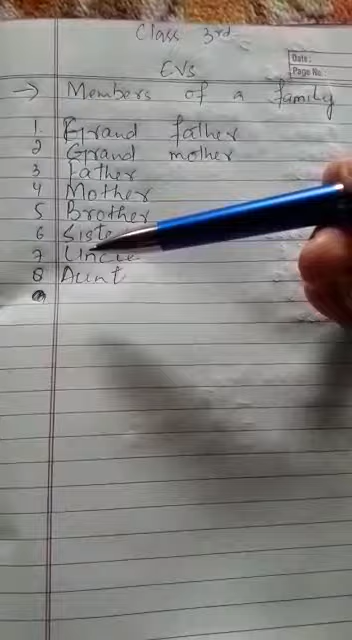 Class 3rd
Date:
EVS
Page No:
→ Members of a family
1. Grand father
2 Grand mother
3 Father
4 Mother
5 Brother
6
7 Uncle
8 Aunt